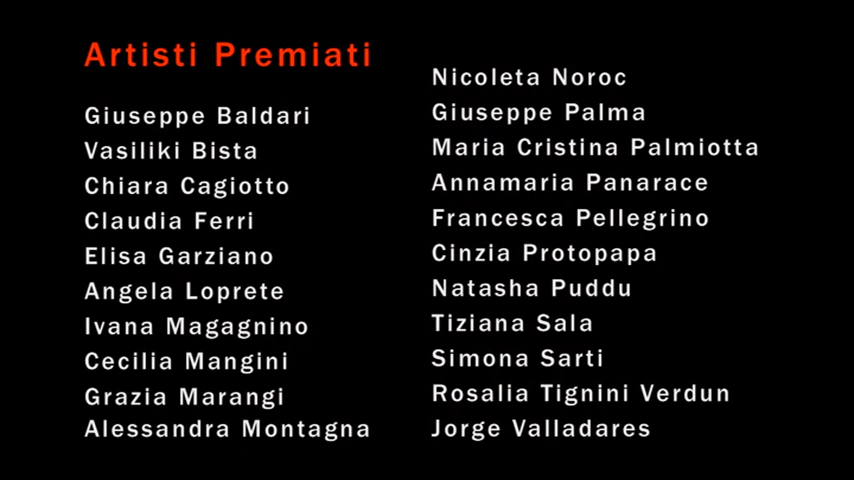 Artisti Premiati
Giuseppe Baldari
Vasiliki Bista
Chiara Cagiotto
Claudia Ferri
Elisa Garziano
Angela Loprete
Ivana Magagnino
Cecilia Mangini
Grazia Marangi
Alessandra Montagna
Nicoleta Noroc
Giuseppe Palma
Maria Cristina Palmiotta
Annamaria Panarace
Francesca Pellegrino
Cinzia Protopapa
Natasha Puddu
Tiziana Sala
Simona Sarti
Rosalia Tignini Verdun
Jorge Valladares